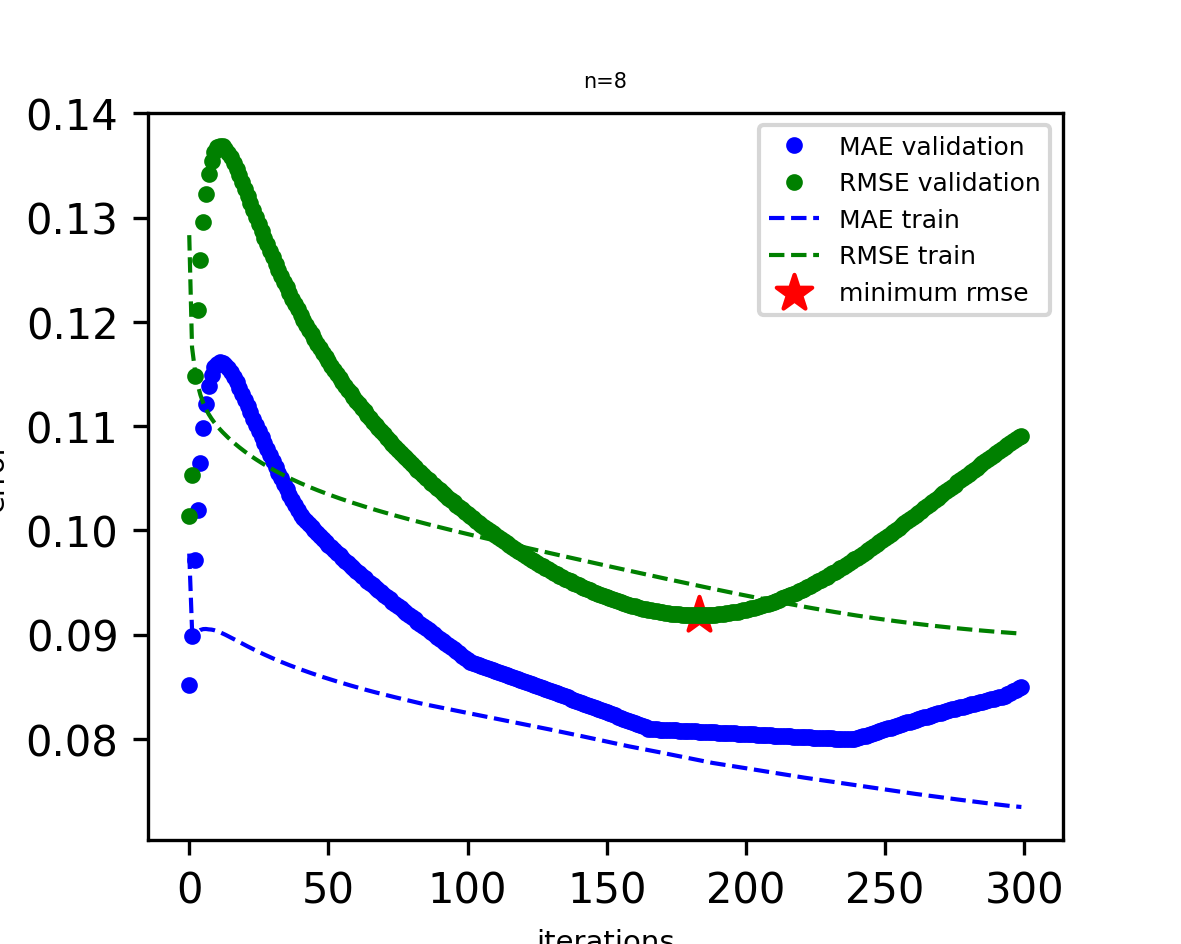 n=8
0.14
0.13
0.12
0.11
0.10
0.09
0.08
error
MAE validation
RMSE validation
MAE train
RMSE train
minimum rmse
0 50 100 150 200 250 300
iterations